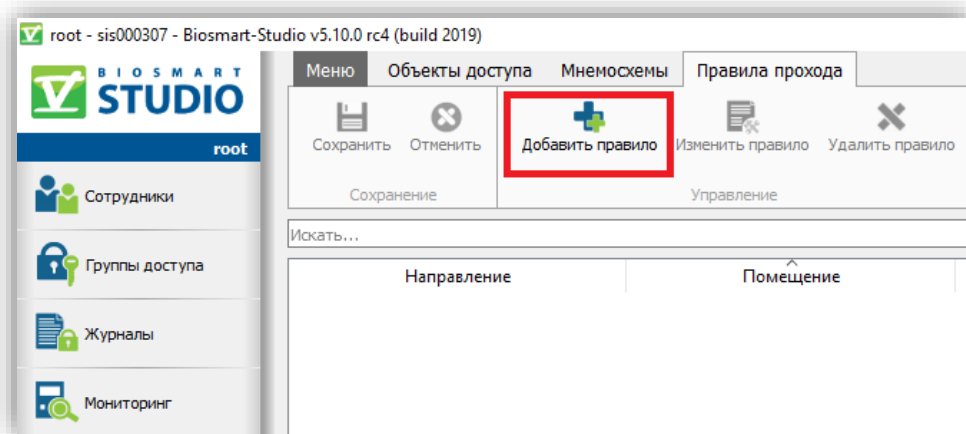 root - sis000307 - Biosmart-Studio v5.10.0 rc4 (build 2019)
BIOSMART
STUDIO
root
Сотрудники
Группы доступа
Журналы
Мониторинг
Меню Объекты доступа Мнемосхемы Правила прохода
Сохранить Отменить Добавить правило Изменить правило Удалить правило
Сохранение Управление
Искать...
Направление Помещение